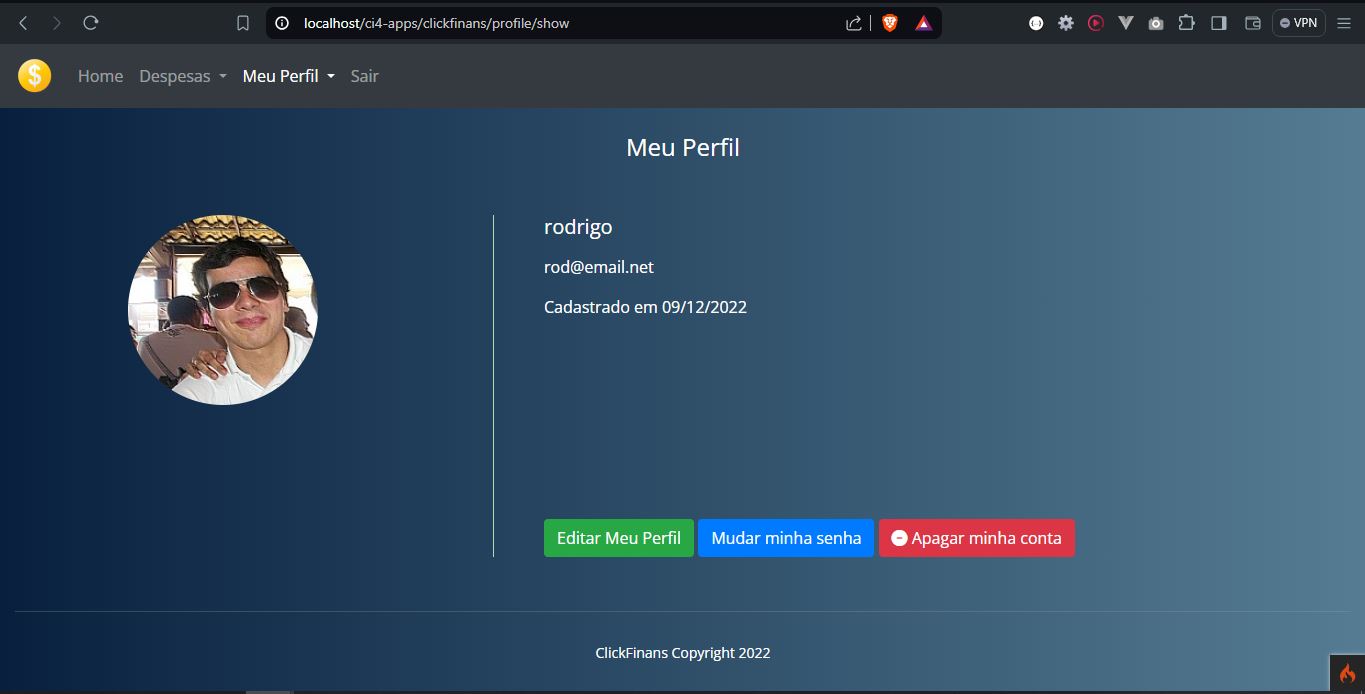 localhost/ci4-apps/clickfinans/profile/show
VPN
$
Home Despesas Meu Perfil Sair
Meu Perfil
rodrigo
rod@email.net
Cadastrado em 09/12/2022
Editar Meu Perfil Mudar minha senha Apagar minha conta
ClickFinans Copyright 2022